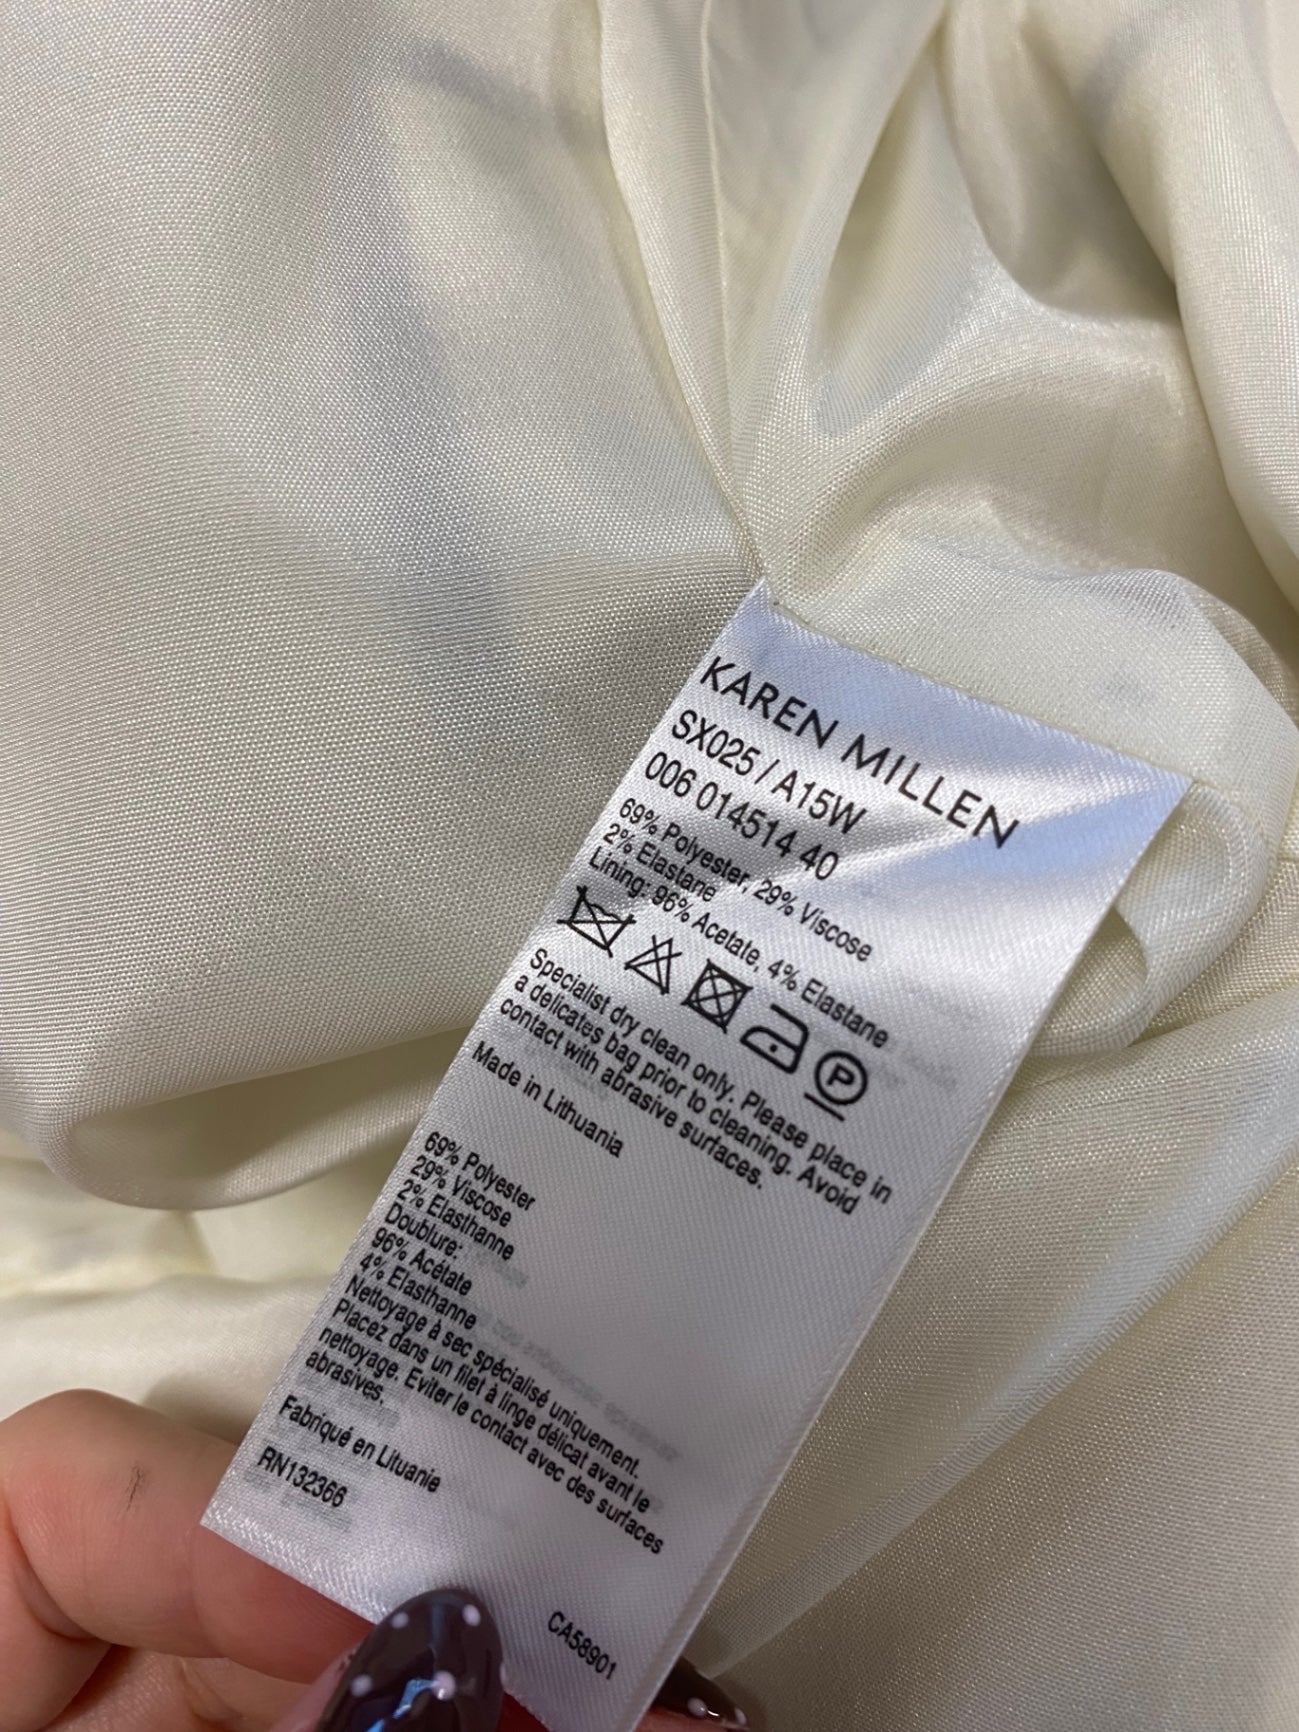 KAREN MILLEN
SX025 / A15W
006 014514 40
69% Polyester, 29% Viscose
2% Elastane
Lining: 96% Acetate, 4% Elastane
P
Specialist dry clean only. Please place in
a delicates bag prior to cleaning. Avoid
contact with abrasive surfaces.
Made in Lithuania
69% Polyester
29% Viscose
2% Elasthanne
Doublure:
96% Acétate
4% Elasthanne
Nettoyage à sec spécialisé uniquement.
Placez dans un filet à linge délicat avant le
nettoyage. Eviter le contact avec des surfaces
abrasives.
Fabriqué en Lituanie
RN132366
CA58901